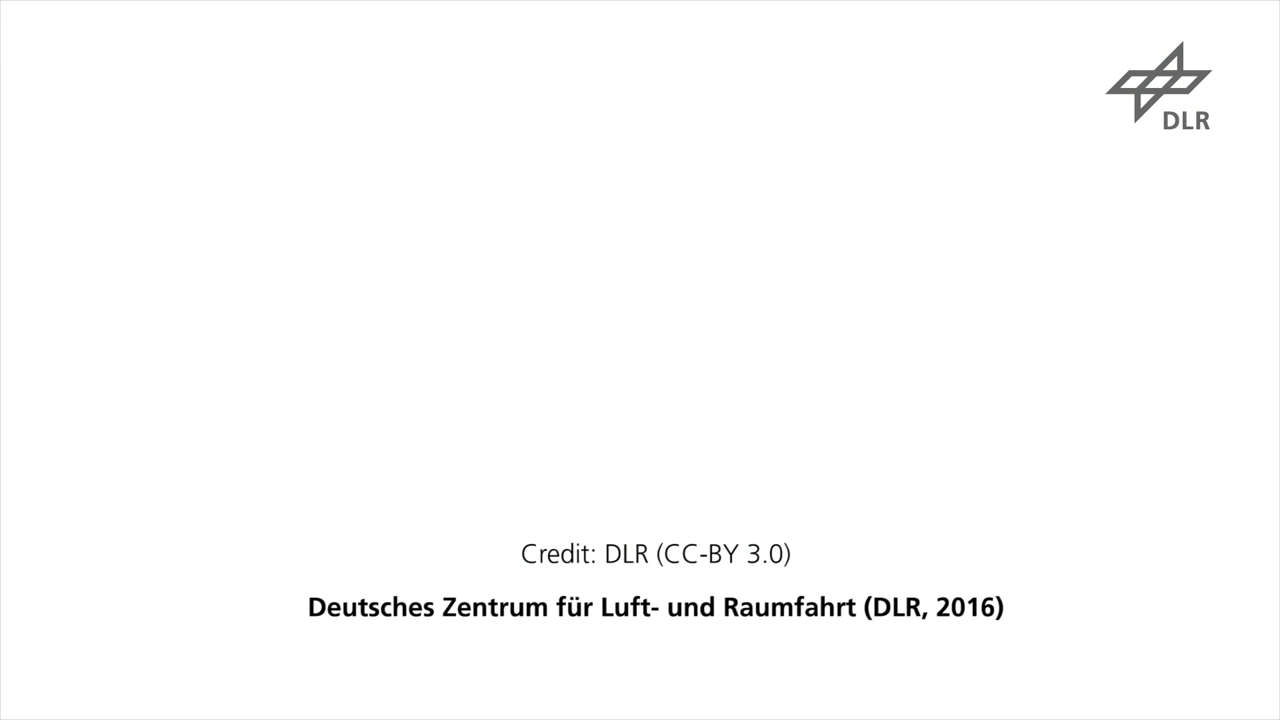 DLR
Credit: DLR (CC-BY 3.0)
Deutsches Zentrum für Luft- und Raumfahrt (DLR, 2016)